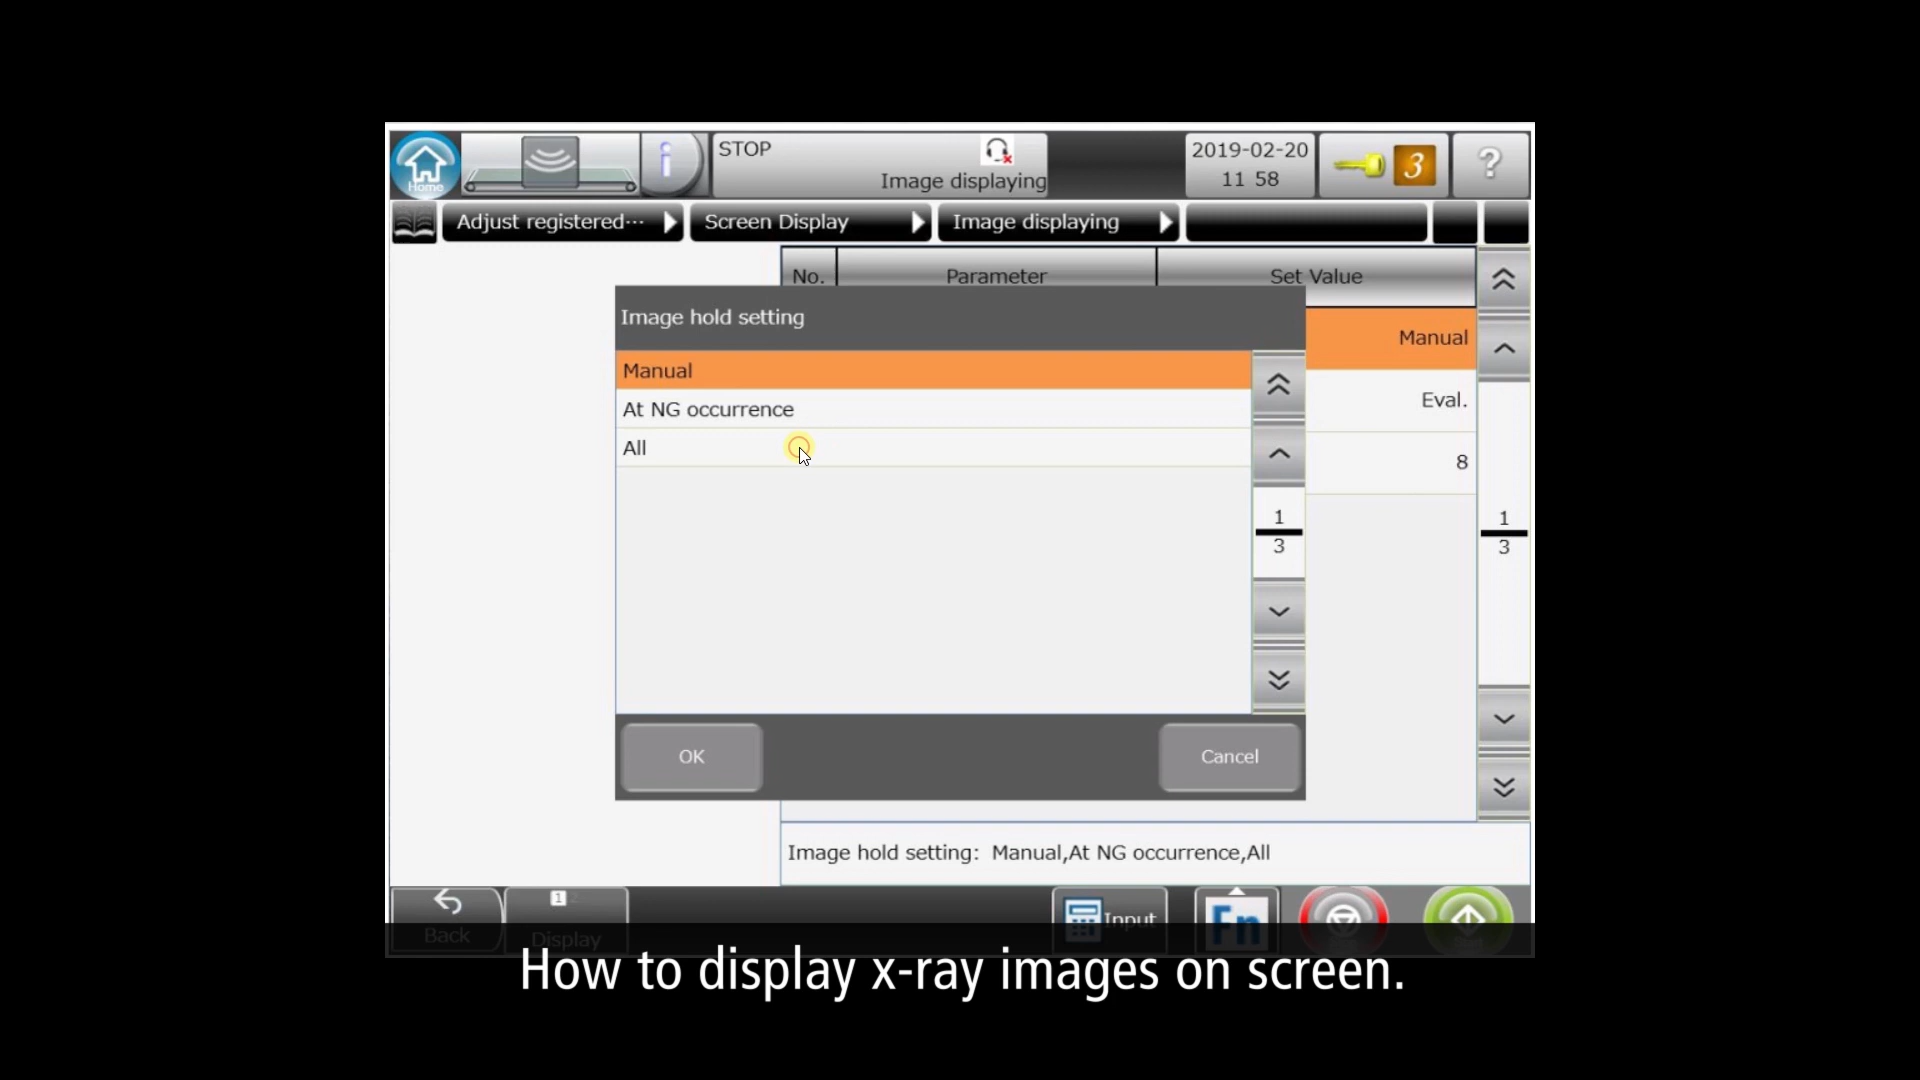 Home
i
STOP
Image displaying
2019-02-20
11 58
3
?
Adjust registered···
Screen Display
Image displaying
No.
Parameter
Set Value
Image hold setting
Manual
Manual
At NG occurrence
Eval.
All
8
1
3
1
3
OK
Cancel
Image hold setting: Manual,At NG occurrence,All
Back
1
Display
Input
Fn
How to display x-ray images on screen.